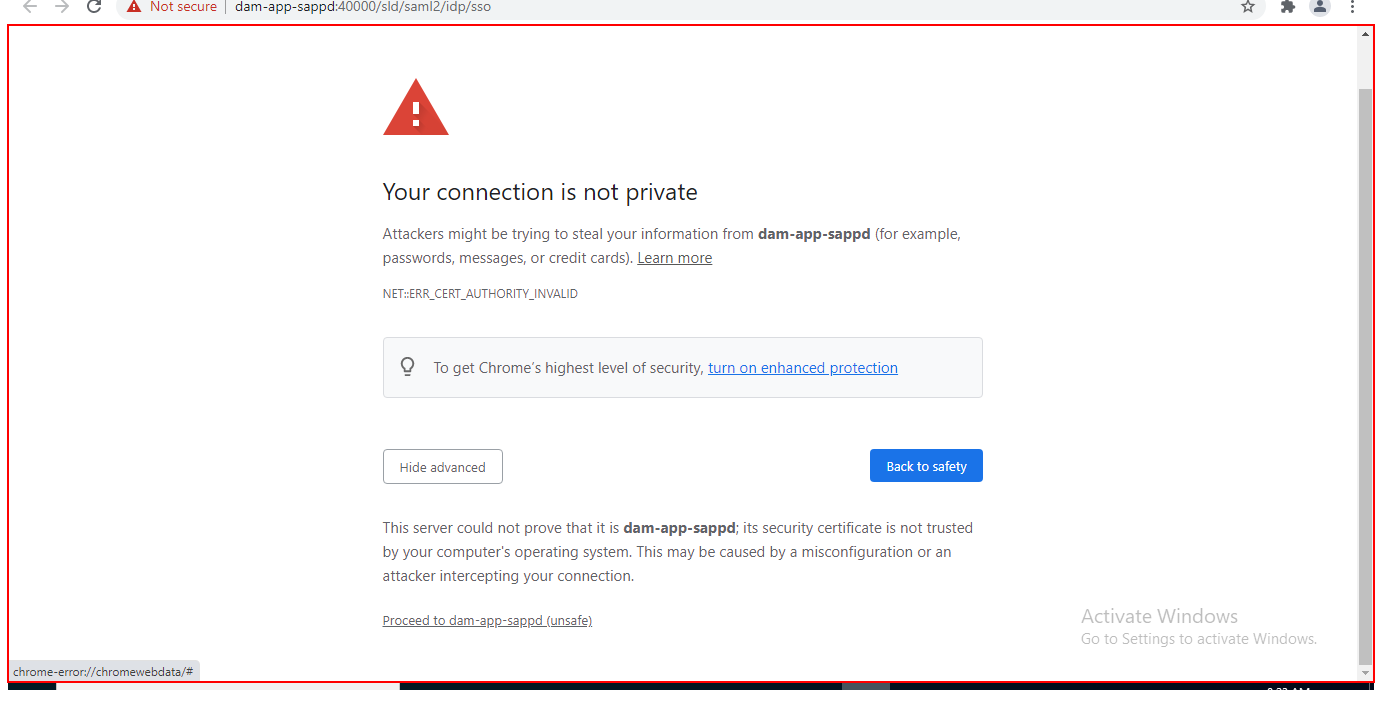 Not secure | dam-app-sappd:40000/sld/saml2/idp/sso
Your connection is not private
Attackers might be trying to steal your information from dam-app-sappd (for example,
passwords, messages, or credit cards). Learn more
NET::ERR_CERT_AUTHORITY_INVALID
To get Chrome's highest level of security, turn on enhanced protection
Hide advanced
Back to safety
This server could not prove that it is dam-app-sappd; its security certificate is not trusted
by your computer's operating system. This may be caused by a misconfiguration or an
attacker intercepting your connection.
Proceed to dam-app-sappd (unsafe)
Activate Windows
Go to Settings to activate Windows.
chrome-error://chromewebdata/#